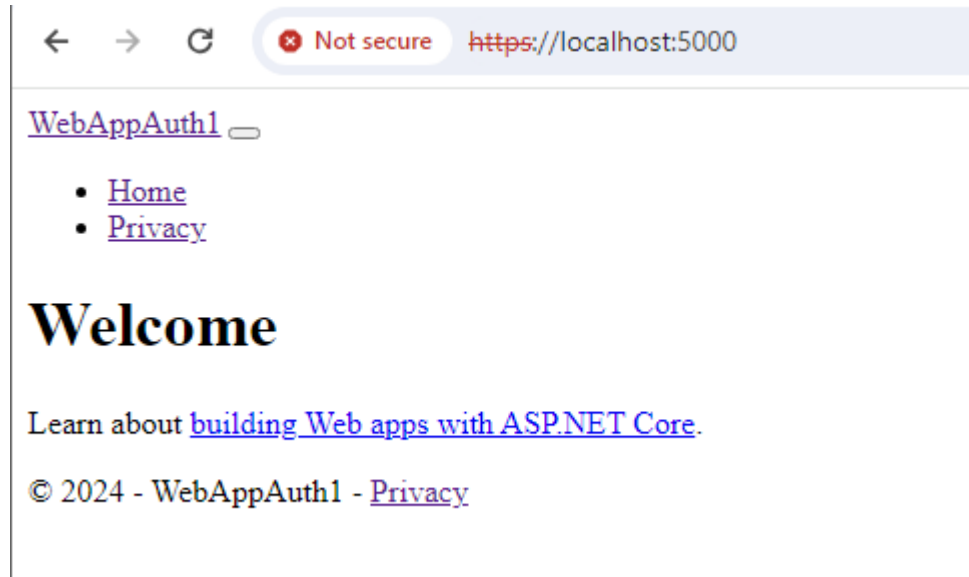 Not secure https://localhost:5000
WebAppAuth1
Home
Privacy
Welcome
Learn about building Web apps with ASP.NET Core.
© 2024 - WebAppAuth1 - Privacy